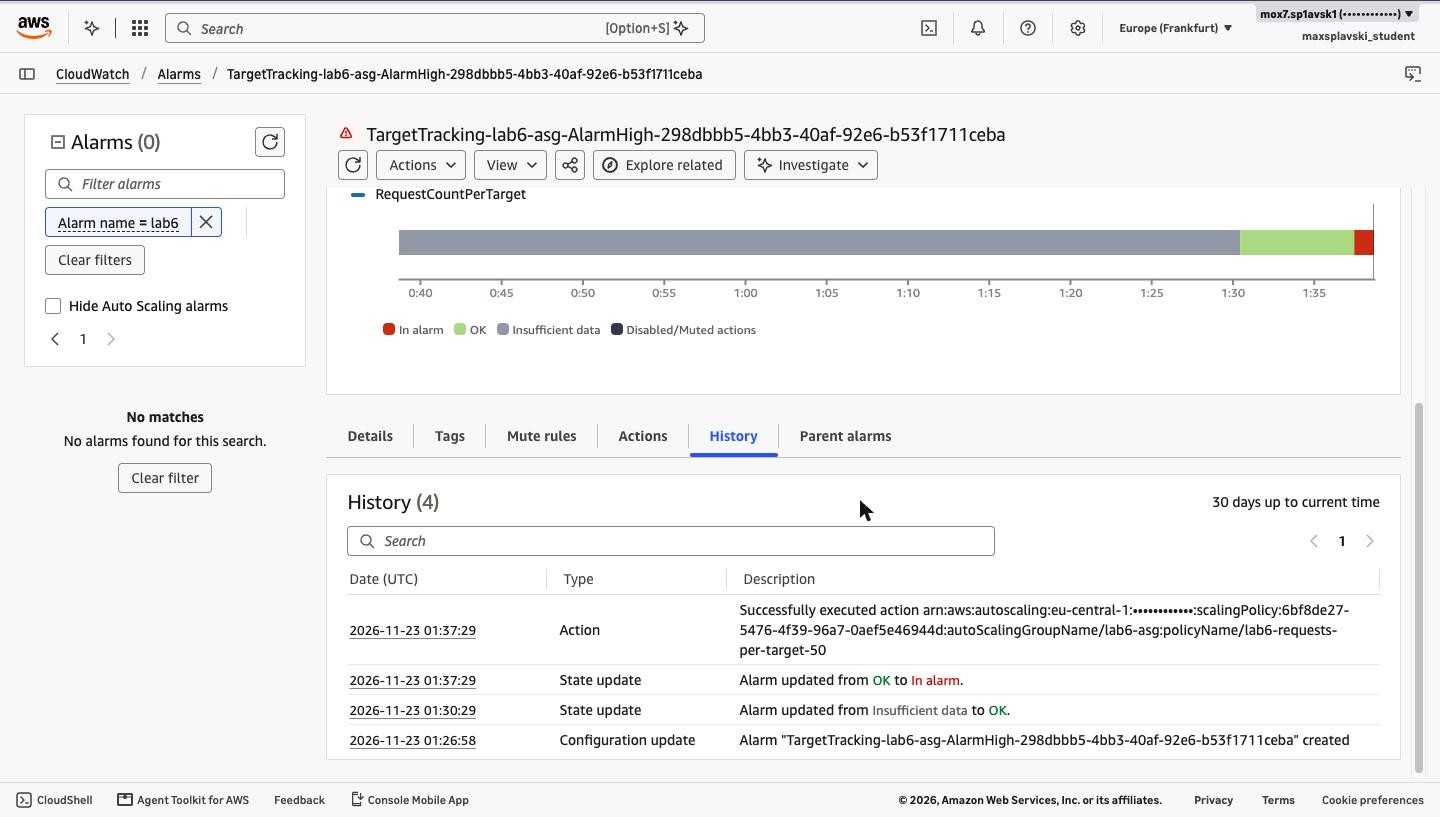 aws
Search
[Option+S]
Europe (Frankfurt)
mox7.sp1avsk1 (••••••••••••)
maxsplavski_student
CloudWatch / Alarms / TargetTracking-lab6-asg-AlarmHigh-298dbbb5-4bb3-40af-92e6-b53f1711ceba
Alarms (0)
Filter alarms
Alarm name = lab6
Clear filters
Hide Auto Scaling alarms
1
No matches
No alarms found for this search.
Clear filter
TargetTracking-lab6-asg-AlarmHigh-298dbbb5-4bb3-40af-92e6-b53f1711ceba
Actions
View
Explore related
Investigate
RequestCountPerTarget
0:40 0:45 0:50 0:55 1:00 1:05 1:10 1:15 1:20 1:25 1:30 1:35
In alarm OK Insufficient data Disabled/Muted actions
Details Tags Mute rules Actions History Parent alarms
History (4)
30 days up to current time
Search
1
Date (UTC) Type Description
2026-11-23 01:37:29 Action Successfully executed action arn:aws:autoscaling:eu-central-1:••••••••••••:scalingPolicy:6bf8de27-
5476-4f39-96a7-0aef5e46944d:autoScalingGroupName/lab6-asg:policyName/lab6-requests-
per-target-50
2026-11-23 01:37:29 State update Alarm updated from OK to In alarm.
2026-11-23 01:30:29 State update Alarm updated from Insufficient data to OK.
2026-11-23 01:26:58 Configuration update Alarm "TargetTracking-lab6-asg-AlarmHigh-298dbbb5-4bb3-40af-92e6-b53f1711ceba" created
CloudShell Agent Toolkit for AWS Feedback Console Mobile App
© 2026, Amazon Web Services, Inc. or its affiliates. Privacy Terms Cookie preferences